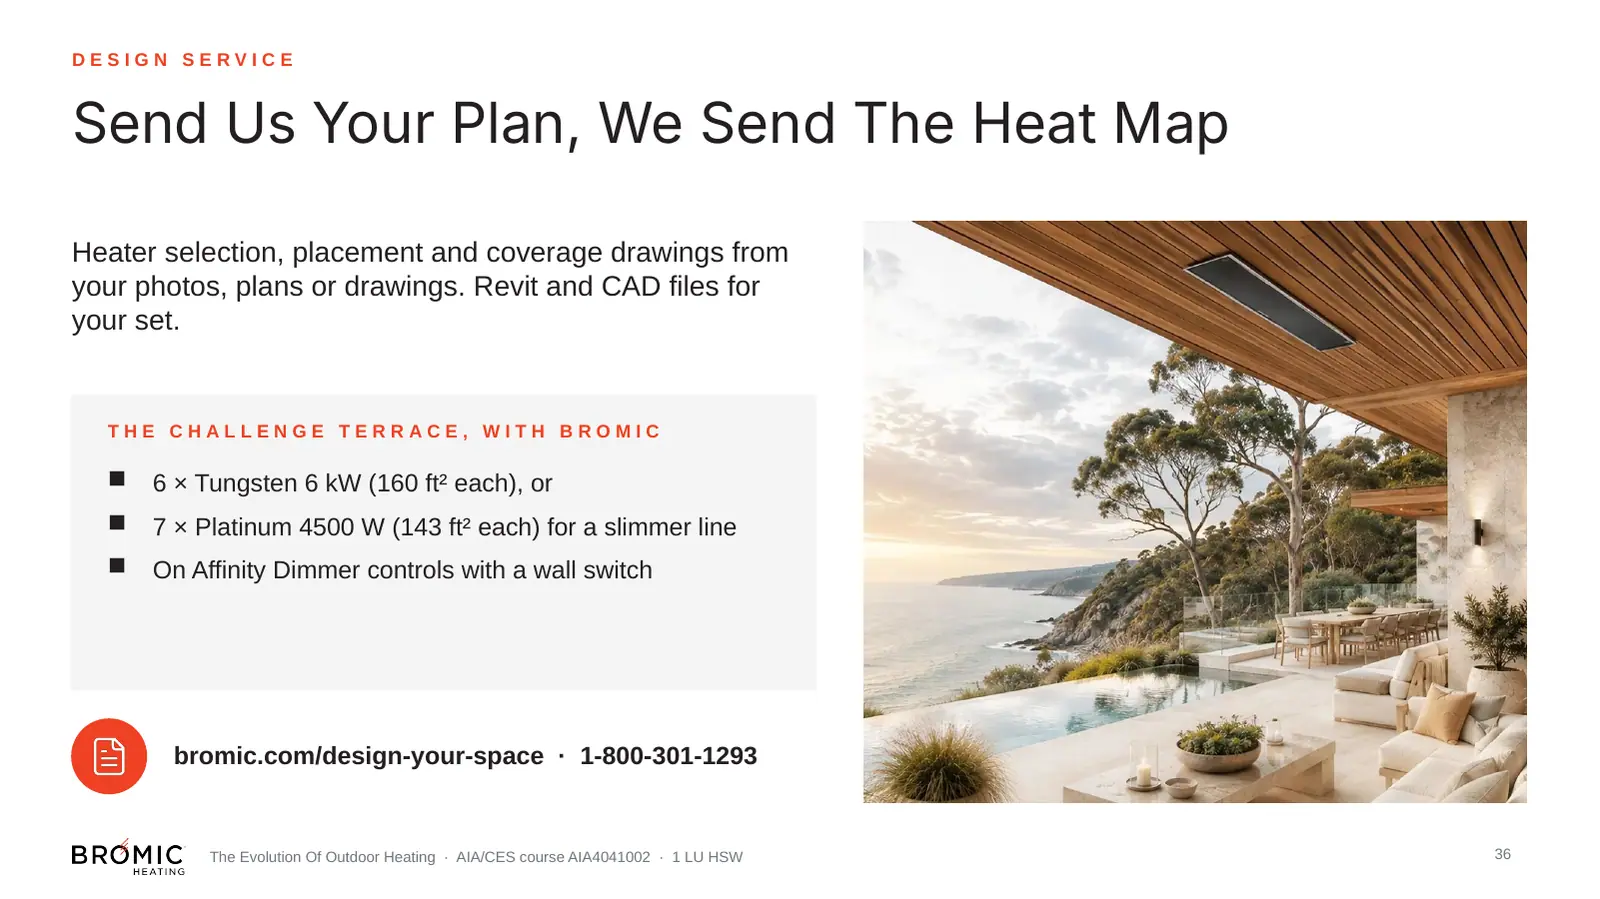 DESIGN SERVICE
Send Us Your Plan, We Send The Heat Map
Heater selection, placement and coverage drawings from
your photos, plans or drawings. Revit and CAD files for
your set.
THE CHALLENGE TERRACE, WITH BROMIC
■ 6 × Tungsten 6 kW (160 ft² each), or
■ 7 × Platinum 4500 W (143 ft² each) for a slimmer line
■ On Affinity Dimmer controls with a wall switch
bromic.com/design-your-space · 1-800-301-1293
BROMIC
HEATING
The Evolution Of Outdoor Heating · AIA/CES course AIA4041002 · 1 LU HSW
36